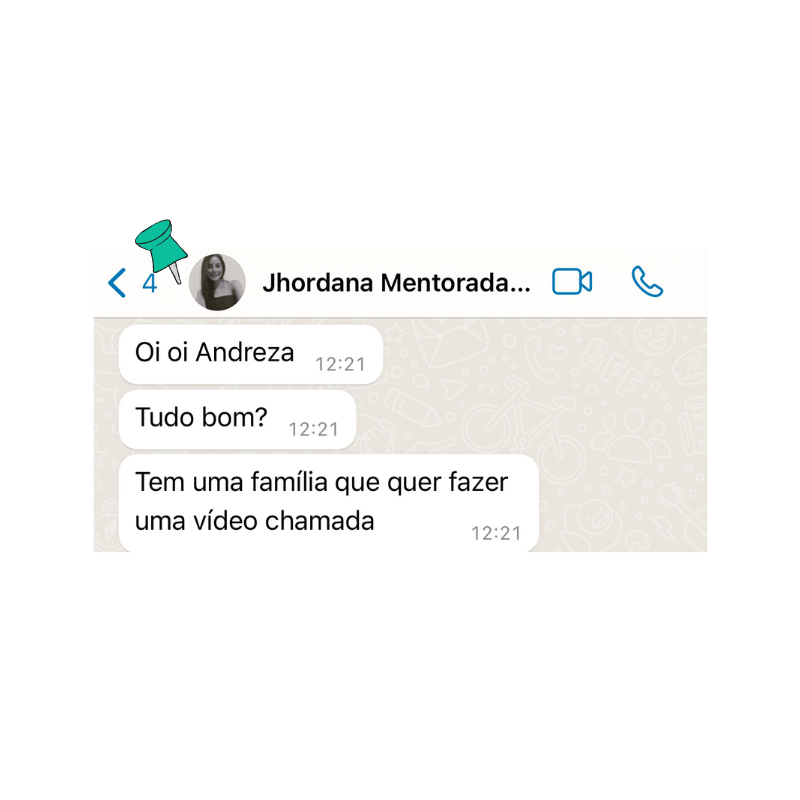 4
Jhordana Mentorada...
Oi oi Andreza
12:21
Tudo bom?
12:21
Tem uma família que quer fazer
uma vídeo chamada
12:21